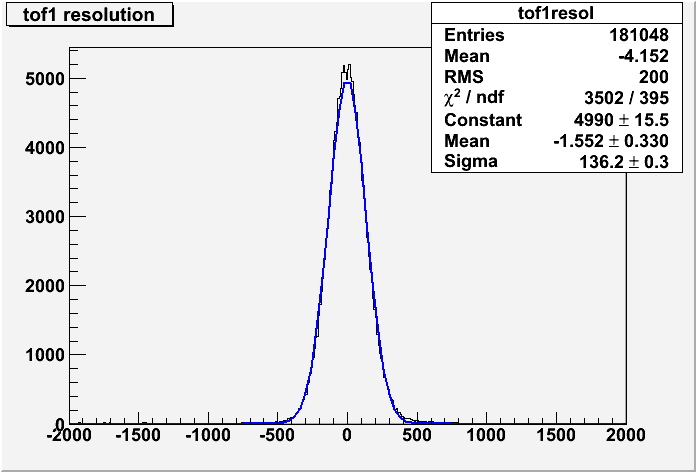 tof1 resolution
tof1resol
Entries 181048
Mean -4.152
RMS 200
χ² / ndf 3502 / 395
Constant 4990 ± 15.5
Mean -1.552 ± 0.330
Sigma 136.2 ± 0.3
5000
4000
3000
2000
1000
0
-2000 -1500 -1000 -500 0 500 1000 1500 2000